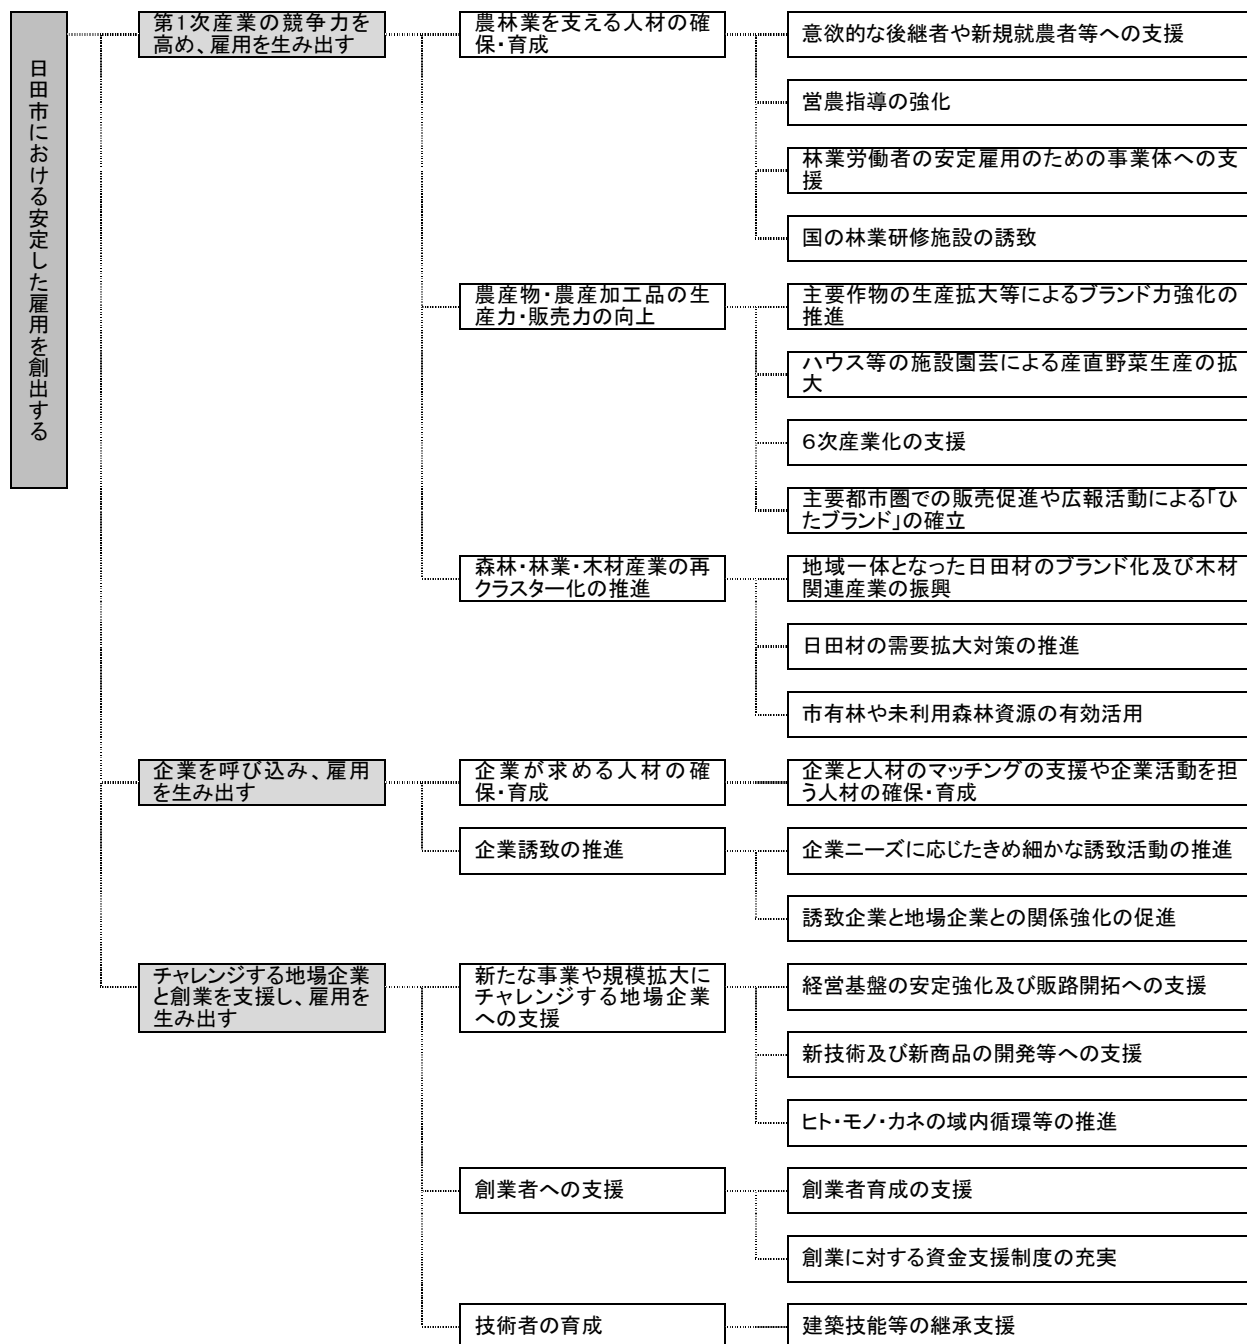 日田市における安定した雇用を創出する
第1次産業の競争力を
高め、雇用を生み出す
農林業を支える人材の確
保・育成
意欲的な後継者や新規就農者等への支援
営農指導の強化
林業労働者の安定雇用のための事業体への支
援
国の林業研修施設の誘致
農産物・農産加工品の生
産力・販売力の向上
主要作物の生産拡大等によるブランド力強化の
推進
ハウス等の施設園芸による産直野菜生産の拡
大
6次産業化の支援
主要都市圏での販売促進や広報活動による「ひ
たブランド」の確立
森林・林業・木材産業の再
クラスター化の推進
地域一体となった日田材のブランド化及び木材
関連産業の振興
日田材の需要拡大対策の推進
市有林や未利用森林資源の有効活用
企業を呼び込み、雇用
を生み出す
企業が求める人材の確
保・育成
企業と人材のマッチングの支援や企業活動を担
う人材の確保・育成
企業誘致の推進
企業ニーズに応じたきめ細かな誘致活動の推進
誘致企業と地場企業との関係強化の促進
チャレンジする地場企業
と創業を支援し、雇用を
生み出す
新たな事業や規模拡大に
チャレンジする地場企業
への支援
経営基盤の安定強化及び販路開拓への支援
新技術及び新商品の開発等への支援
ヒト・モノ・カネの域内循環等の推進
創業者への支援
創業者育成の支援
創業に対する資金支援制度の充実
技術者の育成
建築技能等の継承支援